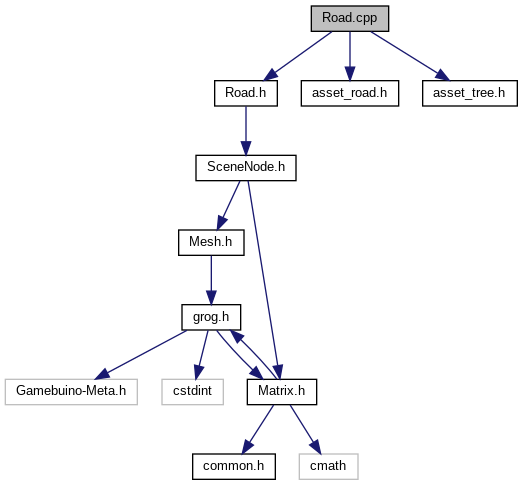 Road.cpp
Road.h
asset_road.h
asset_tree.h
SceneNode.h
Mesh.h
grog.h
Gamebuino-Meta.h
cstdint
Matrix.h
common.h
cmath